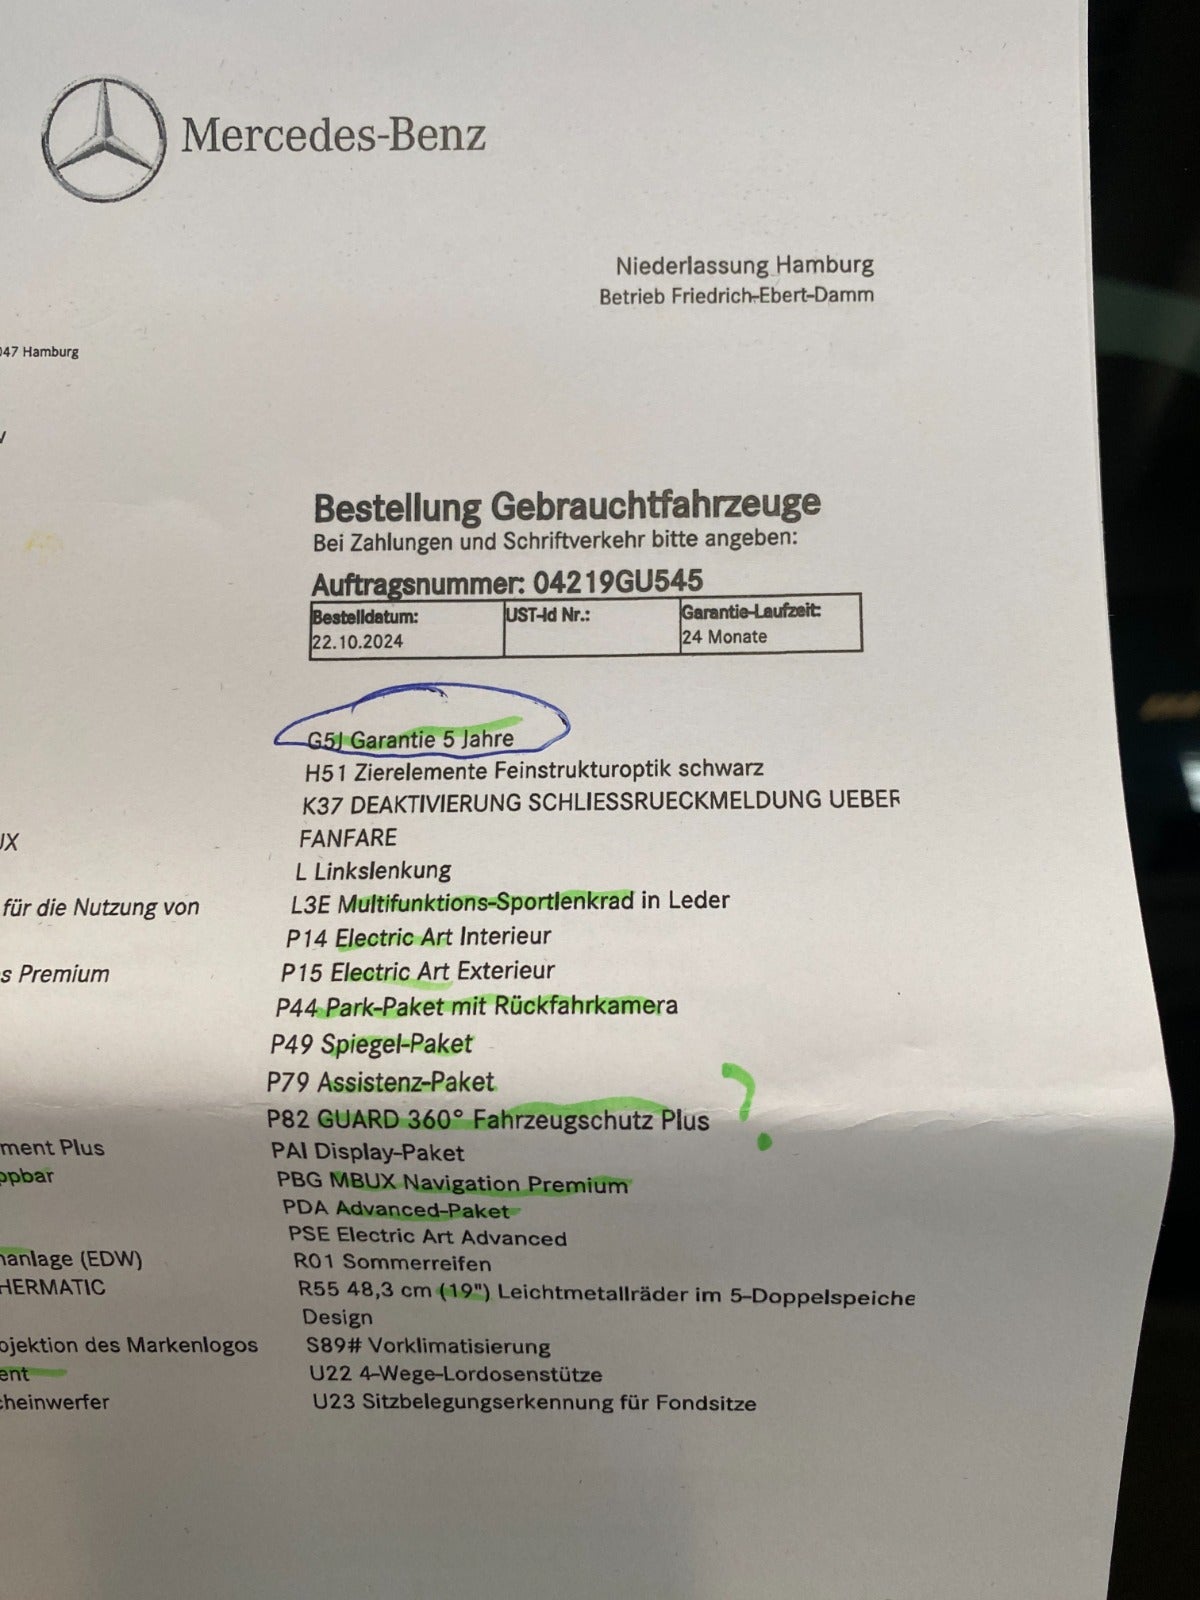 Mercedes-Benz
Niederlassung Hamburg
Betrieb Friedrich-Ebert-Damm
047 Hamburg
Bestellung Gebrauchtfahrzeuge
Bei Zahlungen und Schriftverkehr bitte angeben:
Auftragsnummer: 04219GU545
Bestelldatum: UST-Id Nr.: Garantie-Laufzeit:
22.10.2024 24 Monate
G5J Garantie 5 Jahre
H51 Zierelemente Feinstrukturoptik schwarz
K37 DEAKTIVIERUNG SCHLIESSRUECKMELDUNG UEBER
FANFARE
L Linkslenkung
für die Nutzung von
L3E Multifunktions-Sportlenkrad in Leder
P14 Electric Art Interieur
s Premium
P15 Electric Art Exterieur
P44 Park-Paket mit Rückfahrkamera
P49 Spiegel-Paket
P79 Assistenz-Paket
P82 GUARD 360° Fahrzeugschutz Plus ?
ment Plus
PAI Display-Paket
ppbar
PBG MBUX Navigation Premium
PDA Advanced-Paket
PSE Electric Art Advanced
nanlage (EDW)
R01 Sommerreifen
HERMATIC
R55 48,3 cm (19") Leichtmetallräder im 5-Doppelspeiche
Design
ojektion des Markenlogos
S89# Vorklimatisierung
ent
U22 4-Wege-Lordosenstütze
cheinwerfer
U23 Sitzbelegungserkennung für Fondsitze